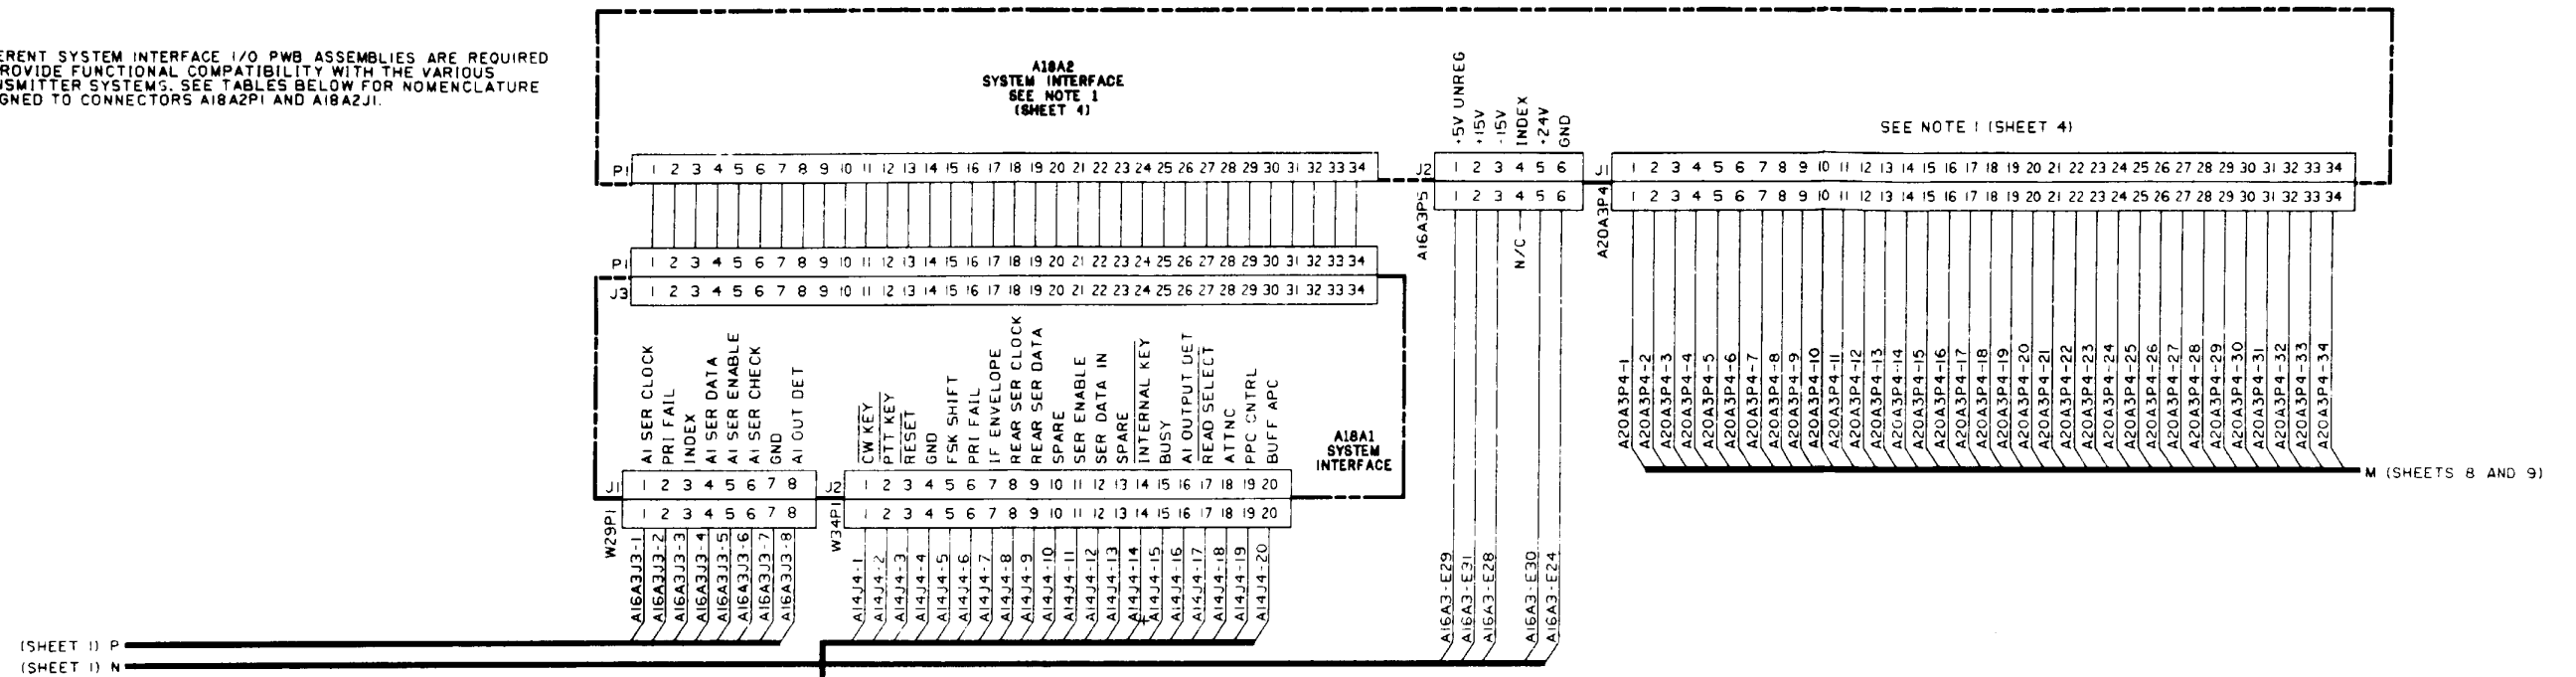 ERENT SYSTEM INTERFACE I/O PWB ASSEMBLIES ARE REQUIRED
ROVIDE FUNCTIONAL COMPATIBILITY WITH THE VARIOUS
NSMITTER SYSTEMS. SEE TABLES BELOW FOR NOMENCLATURE
GNED TO CONNECTORS A18A2P1 AND A18A2J1.
A18A2
SYSTEM INTERFACE
SEE NOTE 1
(SHEET 4)
+5V UNREG
+15V
-15V
INDEX
+24V
GND
SEE NOTE 1 (SHEET 4)
P1 1 2 3 4 5 6 7 8 9 10 11 12 13 14 15 16 17 18 19 20 21 22 23 24 25 26 27 28 29 30 31 32 33 34
J2 1 2 3 4 5 6
J1 1 2 3 4 5 6 7 8 9 10 11 12 13 14 15 16 17 18 19 20 21 22 23 24 25 26 27 28 29 30 31 32 33 34
A16A3P5 1 2 3 4 5 6
A20A3P4 1 2 3 4 5 6 7 8 9 10 11 12 13 14 15 16 17 18 19 20 21 22 23 24 25 26 27 28 29 30 31 32 33 34
N/C
P1 1 2 3 4 5 6 7 8 9 10 11 12 13 14 15 16 17 18 19 20 21 22 23 24 25 26 27 28 29 30 31 32 33 34
J3 1 2 3 4 5 6 7 8 9 10 11 12 13 14 15 16 17 18 19 20 21 22 23 24 25 26 27 28 29 30 31 32 33 34
A1 SER CLOCK
PRI FAIL
INDEX
A1 SER DATA
A1 SER ENABLE
A1 SER CHECK
GND
A1 OUT DET
CW KEY
PTT KEY
RESET
GND
FSK SHIFT
PRI FAIL
IF ENVELOPE
REAR SER CLOCK
REAR SER DATA
SPARE
SER ENABLE
SER DATA IN
SPARE
INTERNAL KEY
BUSY
A1 OUTPUT DET
READ SELECT
ATTNC
PPC CNTRL
BUFF APC
A18A1
SYSTEM
INTERFACE
J1 1 2 3 4 5 6 7 8
J2 1 2 3 4 5 6 7 8 9 10 11 12 13 14 15 16 17 18 19 20
W29P1 1 2 3 4 5 6 7 8
W34P1 1 2 3 4 5 6 7 8 9 10 11 12 13 14 15 16 17 18 19 20
A16A3J3-1
A16A3J3-2
A16A3J3-3
A16A3J3-4
A16A3J3-5
A16A3J3-6
A16A3J3-7
A16A3J3-8
A14J4-1
A14J4-2
A14J4-3
A14J4-4
A14J4-5
A14J4-6
A14J4-7
A14J4-8
A14J4-9
A14J4-10
A14J4-11
A14J4-12
A14J4-13
A14J4-14
A14J4-15
A14J4-16
A14J4-17
A14J4-18
A14J4-19
A14J4-20
A16A3-E29
A16A3-E31
A16A3-E28
A16A3-E30
A16A3-E24
A20A3P4-1
A20A3P4-2
A20A3P4-3
A20A3P4-4
A20A3P4-5
A20A3P4-6
A20A3P4-7
A20A3P4-8
A20A3P4-9
A20A3P4-10
A20A3P4-11
A20A3P4-12
A20A3P4-13
A20A3P4-14
A20A3P4-15
A20A3P4-16
A20A3P4-17
A20A3P4-18
A20A3P4-19
A20A3P4-20
A20A3P4-21
A20A3P4-22
A20A3P4-23
A20A3P4-24
A20A3P4-25
A20A3P4-26
A20A3P4-27
A20A3P4-28
A20A3P4-29
A20A3P4-30
A20A3P4-31
A20A3P4-32
A20A3P4-33
A20A3P4-34
M (SHEETS 8 AND 9)
(SHEET 1) P
(SHEET 1) N